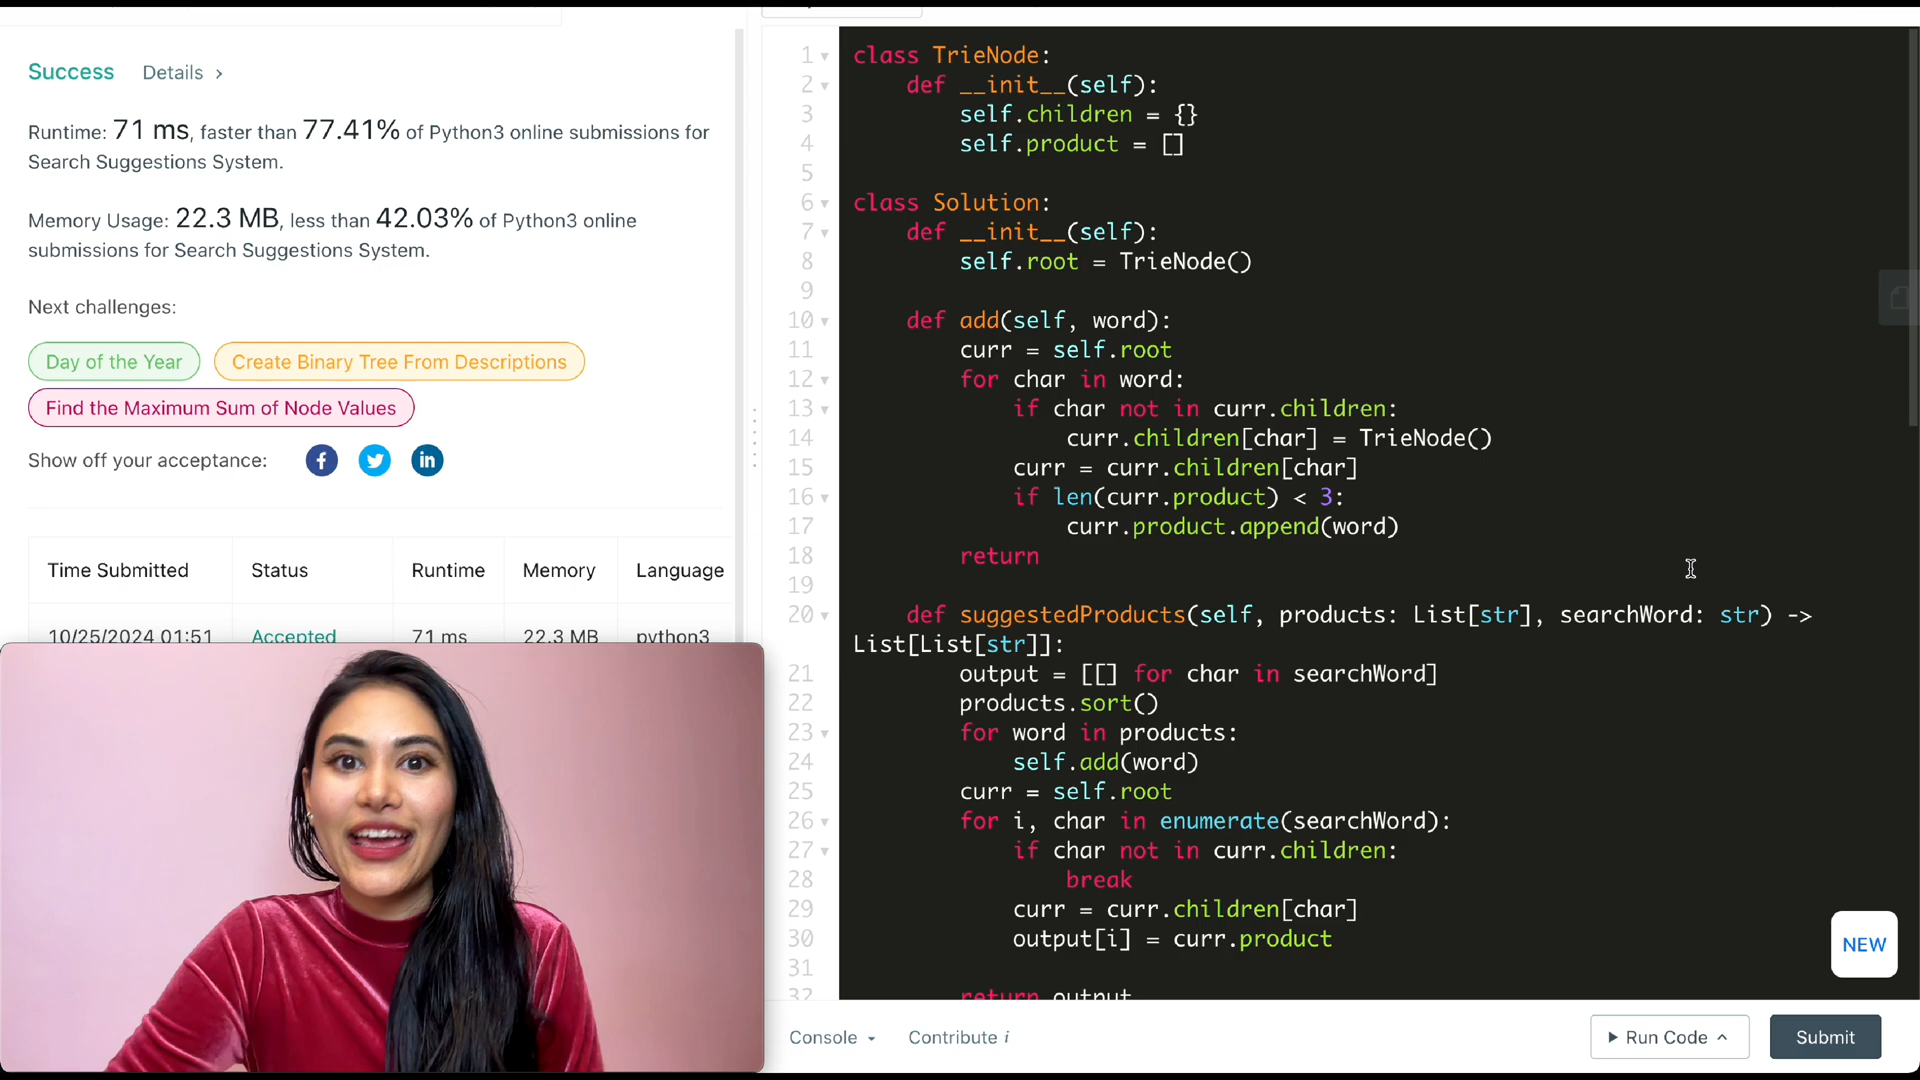 Success Details >
Runtime: 71 ms, faster than 77.41% of Python3 online submissions for
Search Suggestions System.
Memory Usage: 22.3 MB, less than 42.03% of Python3 online
submissions for Search Suggestions System.
Next challenges:
Day of the Year Create Binary Tree From Descriptions
Find the Maximum Sum of Node Values
Show off your acceptance: f in
Time Submitted Status Runtime Memory Language
10/25/2024 01:51 Accepted 71 ms 22.3 MB python3
1 class TrieNode:
2 def __init__(self):
3 self.children = {}
4 self.product = []
5
6 class Solution:
7 def __init__(self):
8 self.root = TrieNode()
9
10 def add(self, word):
11 curr = self.root
12 for char in word:
13 if char not in curr.children:
14 curr.children[char] = TrieNode()
15 curr = curr.children[char]
16 if len(curr.product) < 3:
17 curr.product.append(word)
18 return
19
20 def suggestedProducts(self, products: List[str], searchWord: str) ->
List[List[str]]:
21 output = [[] for char in searchWord]
22 products.sort()
23 for word in products:
24 self.add(word)
25 curr = self.root
26 for i, char in enumerate(searchWord):
27 if char not in curr.children:
28 break
29 curr = curr.children[char]
30 output[i] = curr.product
31
32 return output
NEW
Console Contribute i
Run Code Submit